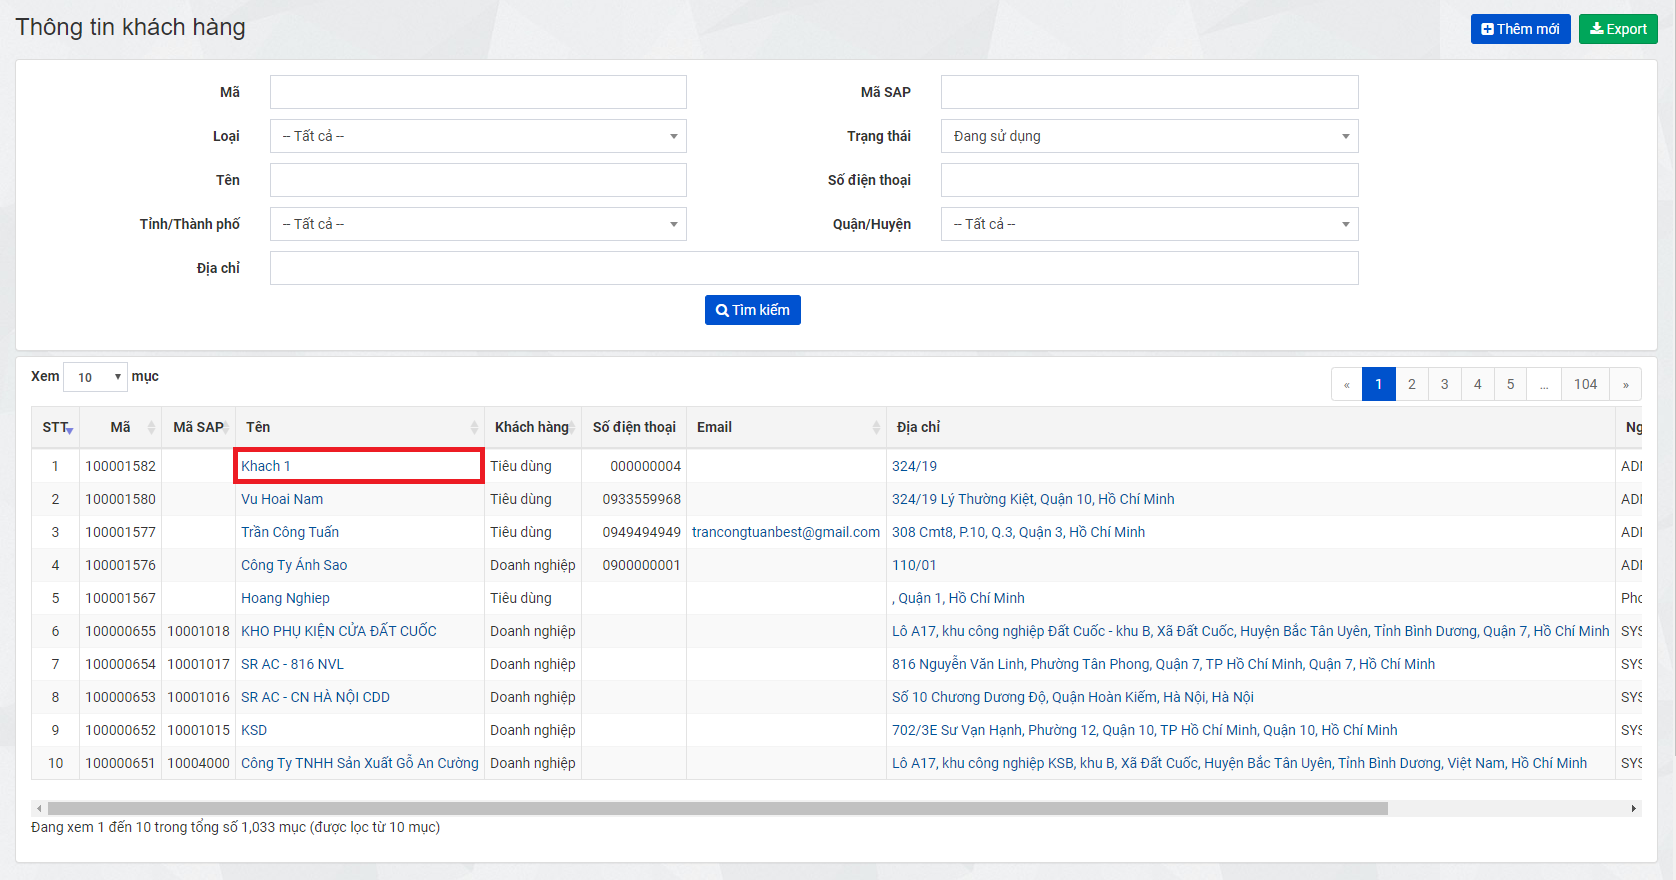 Thông tin khách hàng
Thêm mới
Export
Mã
Mã SAP
Loại
-- Tất cả --
Trạng thái
Đang sử dụng
Tên
Số điện thoại
Tỉnh/Thành phố
-- Tất cả --
Quận/Huyện
-- Tất cả --
Địa chỉ
Tìm kiếm
Xem 10 mục
« 1 2 3 4 5 ... 104 »
STT Mã Mã SAP Tên Khách hàng Số điện thoại Email Địa chỉ Ng
1 100001582 Khach 1 Tiêu dùng 000000004 324/19 ADI
2 100001580 Vu Hoai Nam Tiêu dùng 0933559968 324/19 Lý Thường Kiệt, Quận 10, Hồ Chí Minh ADI
3 100001577 Trần Công Tuấn Tiêu dùng 0949494949 trancongtuanbest@gmail.com 308 Cmt8, P.10, Q.3, Quận 3, Hồ Chí Minh ADI
4 100001576 Công Ty Ánh Sao Doanh nghiệp 0900000001 110/01 ADI
5 100001567 Hoang Nghiep Tiêu dùng , Quận 1, Hồ Chí Minh Pho
6 100000655 10001018 KHO PHỤ KIỆN CỬA ĐẤT CUỐC Doanh nghiệp Lô A17, khu công nghiệp Đất Cuốc - khu B, Xã Đất Cuốc, Huyện Bắc Tân Uyên, Tỉnh Bình Dương, Quận 7, Hồ Chí Minh SYS
7 100000654 10001017 SR AC - 816 NVL Doanh nghiệp 816 Nguyễn Văn Linh, Phường Tân Phong, Quận 7, TP Hồ Chí Minh, Quận 7, Hồ Chí Minh SYS
8 100000653 10001016 SR AC - CN HÀ NỘI CDD Doanh nghiệp Số 10 Chương Dương Độ, Quận Hoàn Kiếm, Hà Nội, Hà Nội SYS
9 100000652 10001015 KSD Doanh nghiệp 702/3E Sư Vạn Hạnh, Phường 12, Quận 10, TP Hồ Chí Minh, Quận 10, Hồ Chí Minh SYS
10 100000651 10004000 Công Ty TNHH Sản Xuất Gỗ An Cường Doanh nghiệp Lô A17, khu công nghiệp KSB, khu B, Xã Đất Cuốc, Huyện Bắc Tân Uyên, Tỉnh Bình Dương, Việt Nam, Hồ Chí Minh SYS
Đang xem 1 đến 10 trong tổng số 1,033 mục (được lọc từ 10 mục)